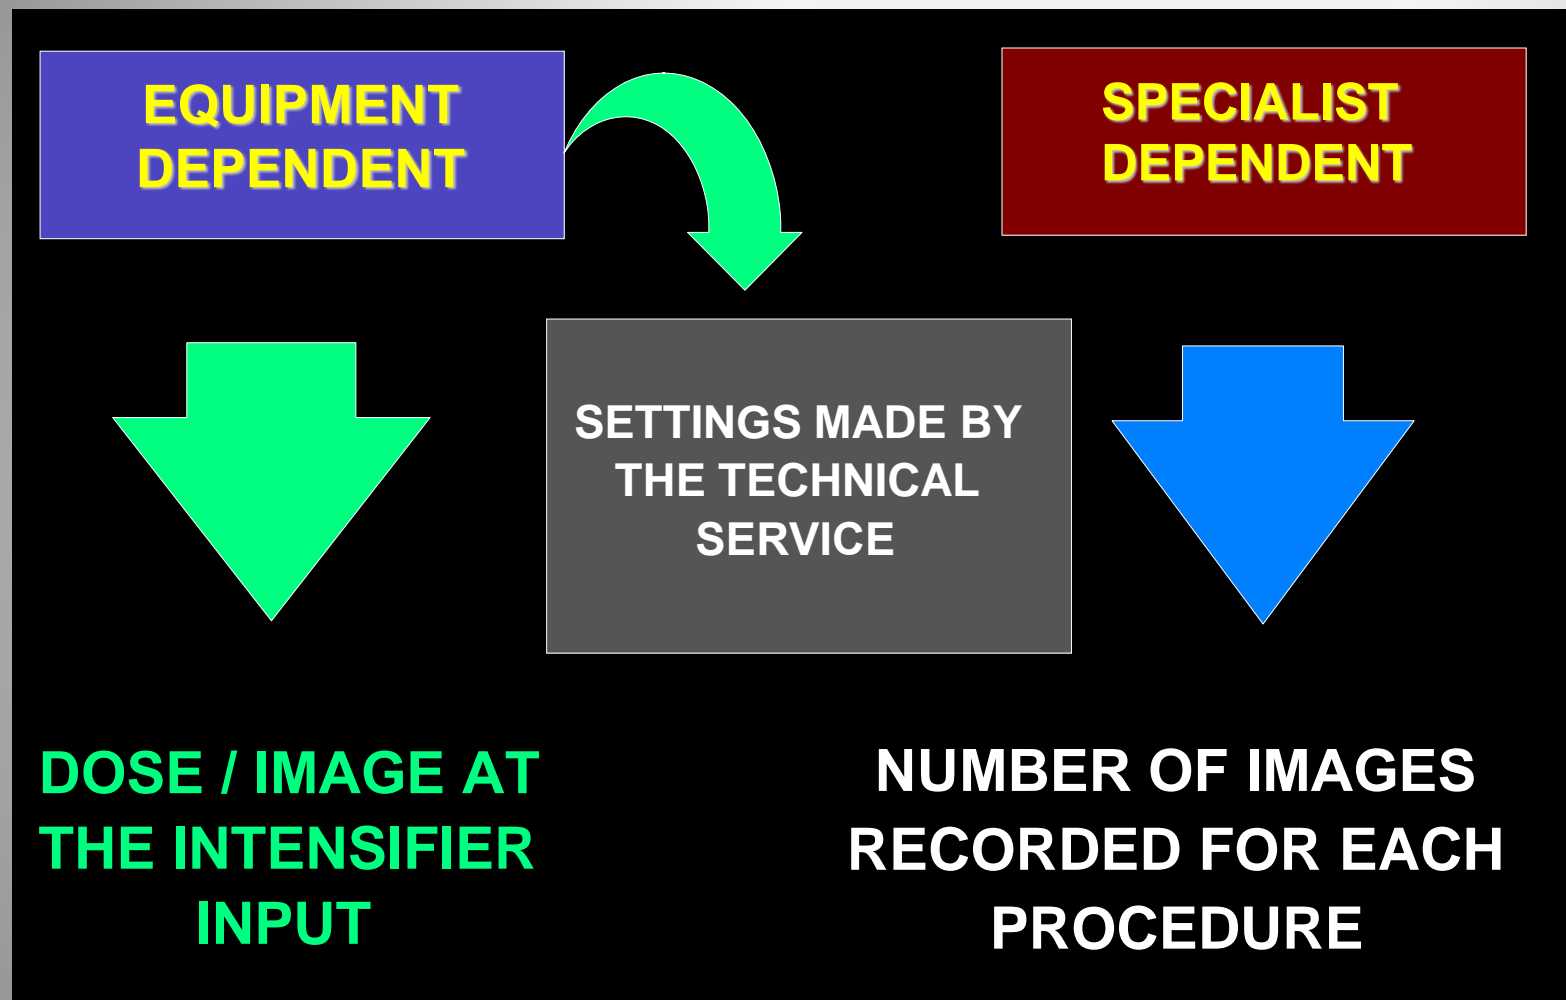 EQUIPMENT
DEPENDENT
SPECIALIST
DEPENDENT
SETTINGS MADE BY
THE TECHNICAL
SERVICE
DOSE / IMAGE AT
THE INTENSIFIER
INPUT
NUMBER OF IMAGES
RECORDED FOR EACH
PROCEDURE